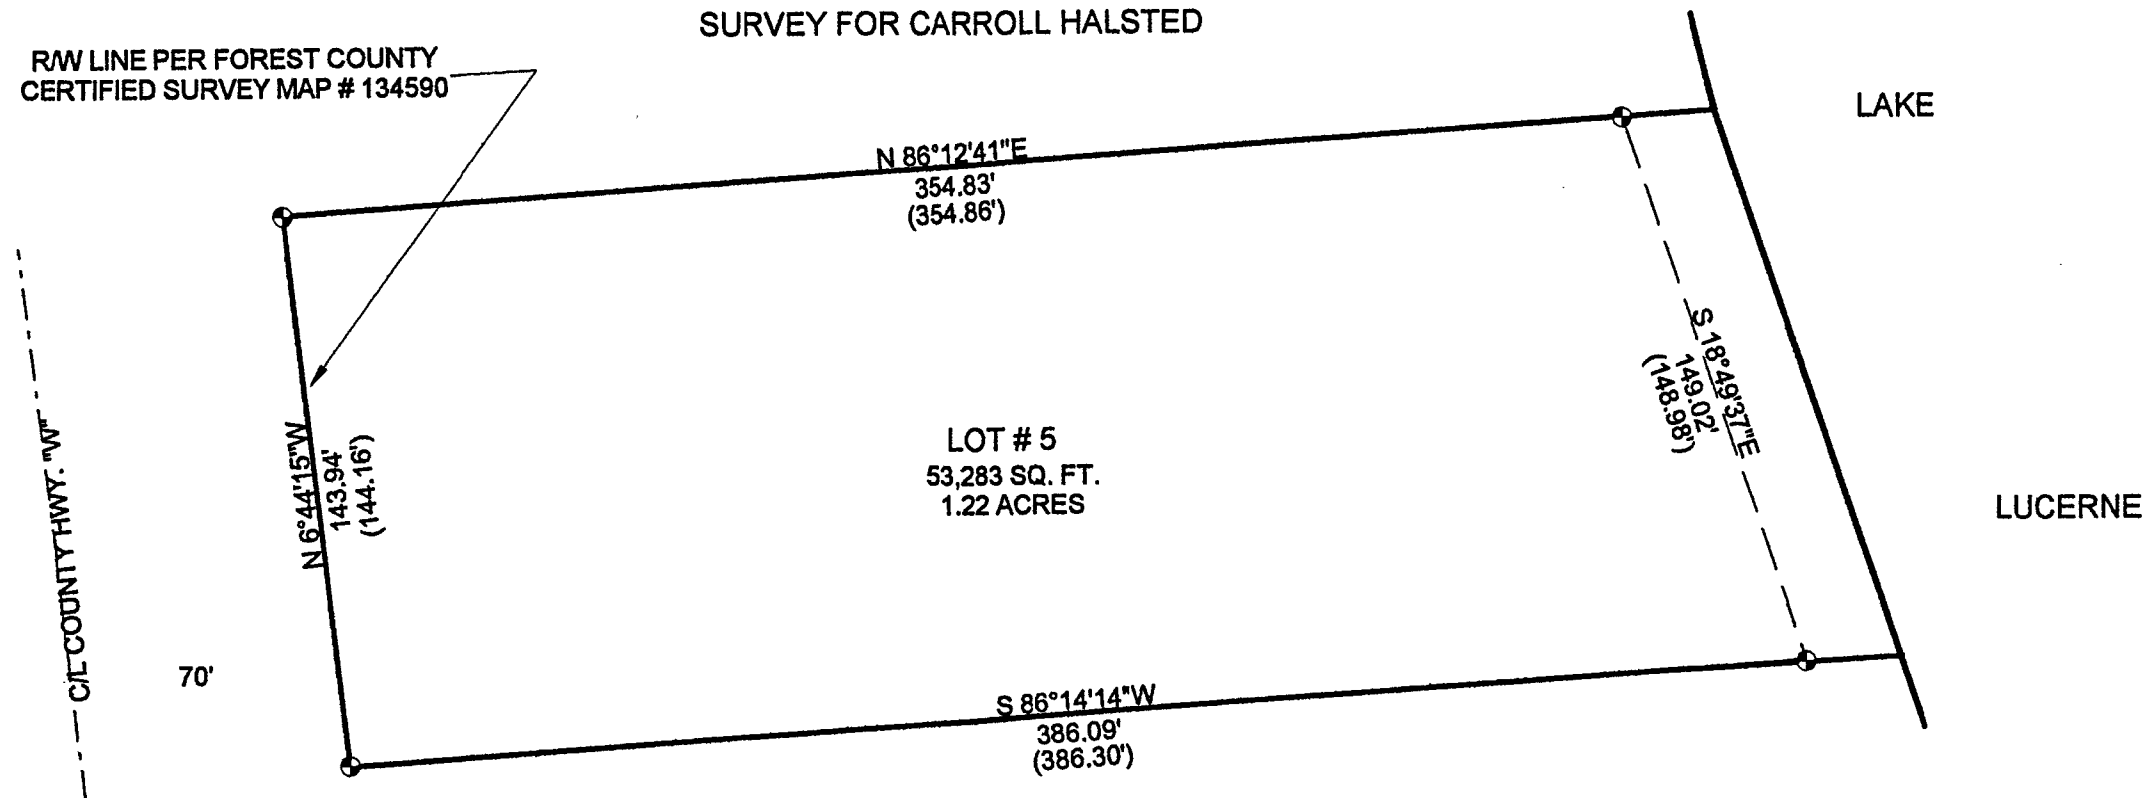 SURVEY FOR CARROLL HALSTED
R/W LINE PER FOREST COUNTY
CERTIFIED SURVEY MAP # 134590
LAKE
N 86°12'41"E
354.83'
(354.86')
S 18°49'37"E
149.02'
(148.98')
N 6°44'15"W
143.94'
(144.16')
LOT # 5
53,283 SQ. FT.
1.22 ACRES
LUCERNE
C/L COUNTY HWY. "W"
70'
S 86°14'14"W
386.09'
(386.30')